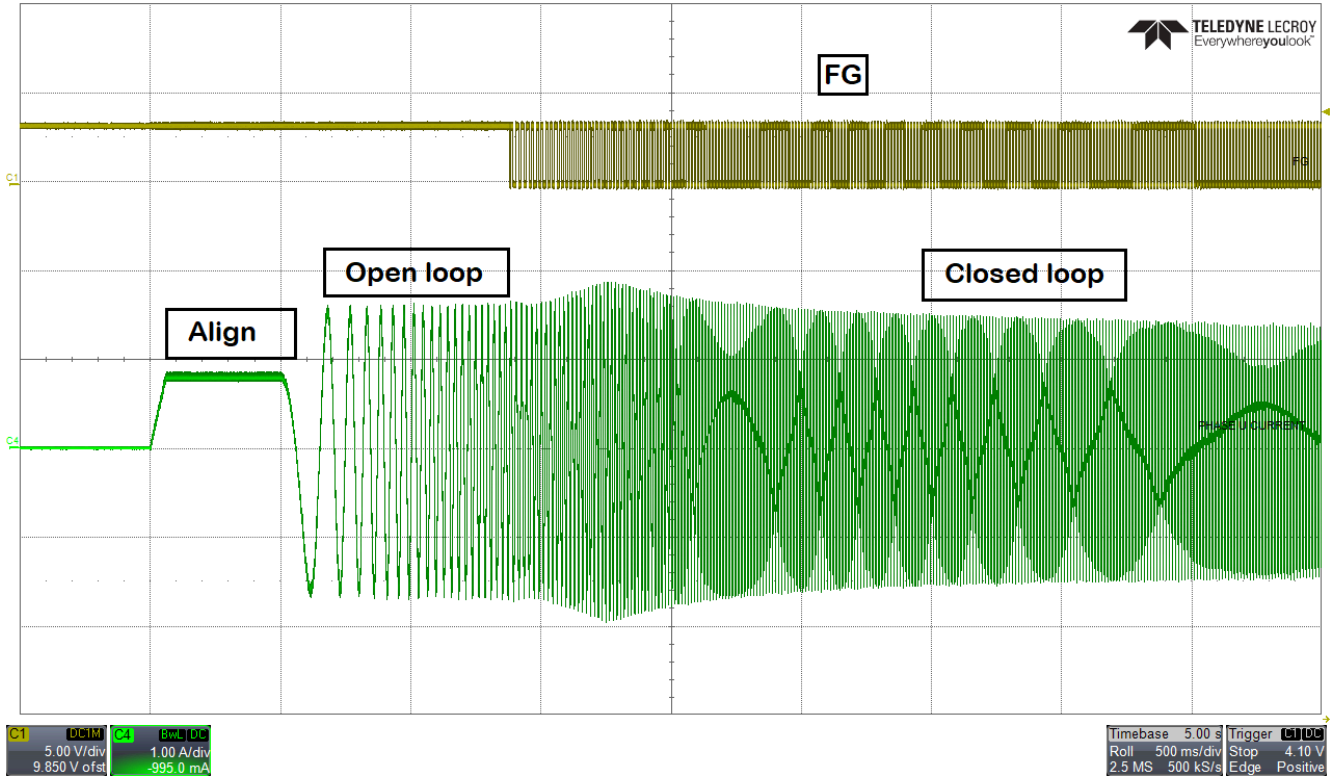 TELEDYNE LECROY
Everywhereyoulook™
FG
C1
FG
Open loop
Closed loop
Align
C4
PHASE U CURRENT
C1 DC1M
5.00 V/div
9.850 V ofst
C4 BwL DC
1.00 A/div
-995.0 mA
Timebase 5.00 s
Roll 500 ms/div
2.5 MS 500 kS/s
Trigger C1 DC
Stop 4.10 V
Edge Positive